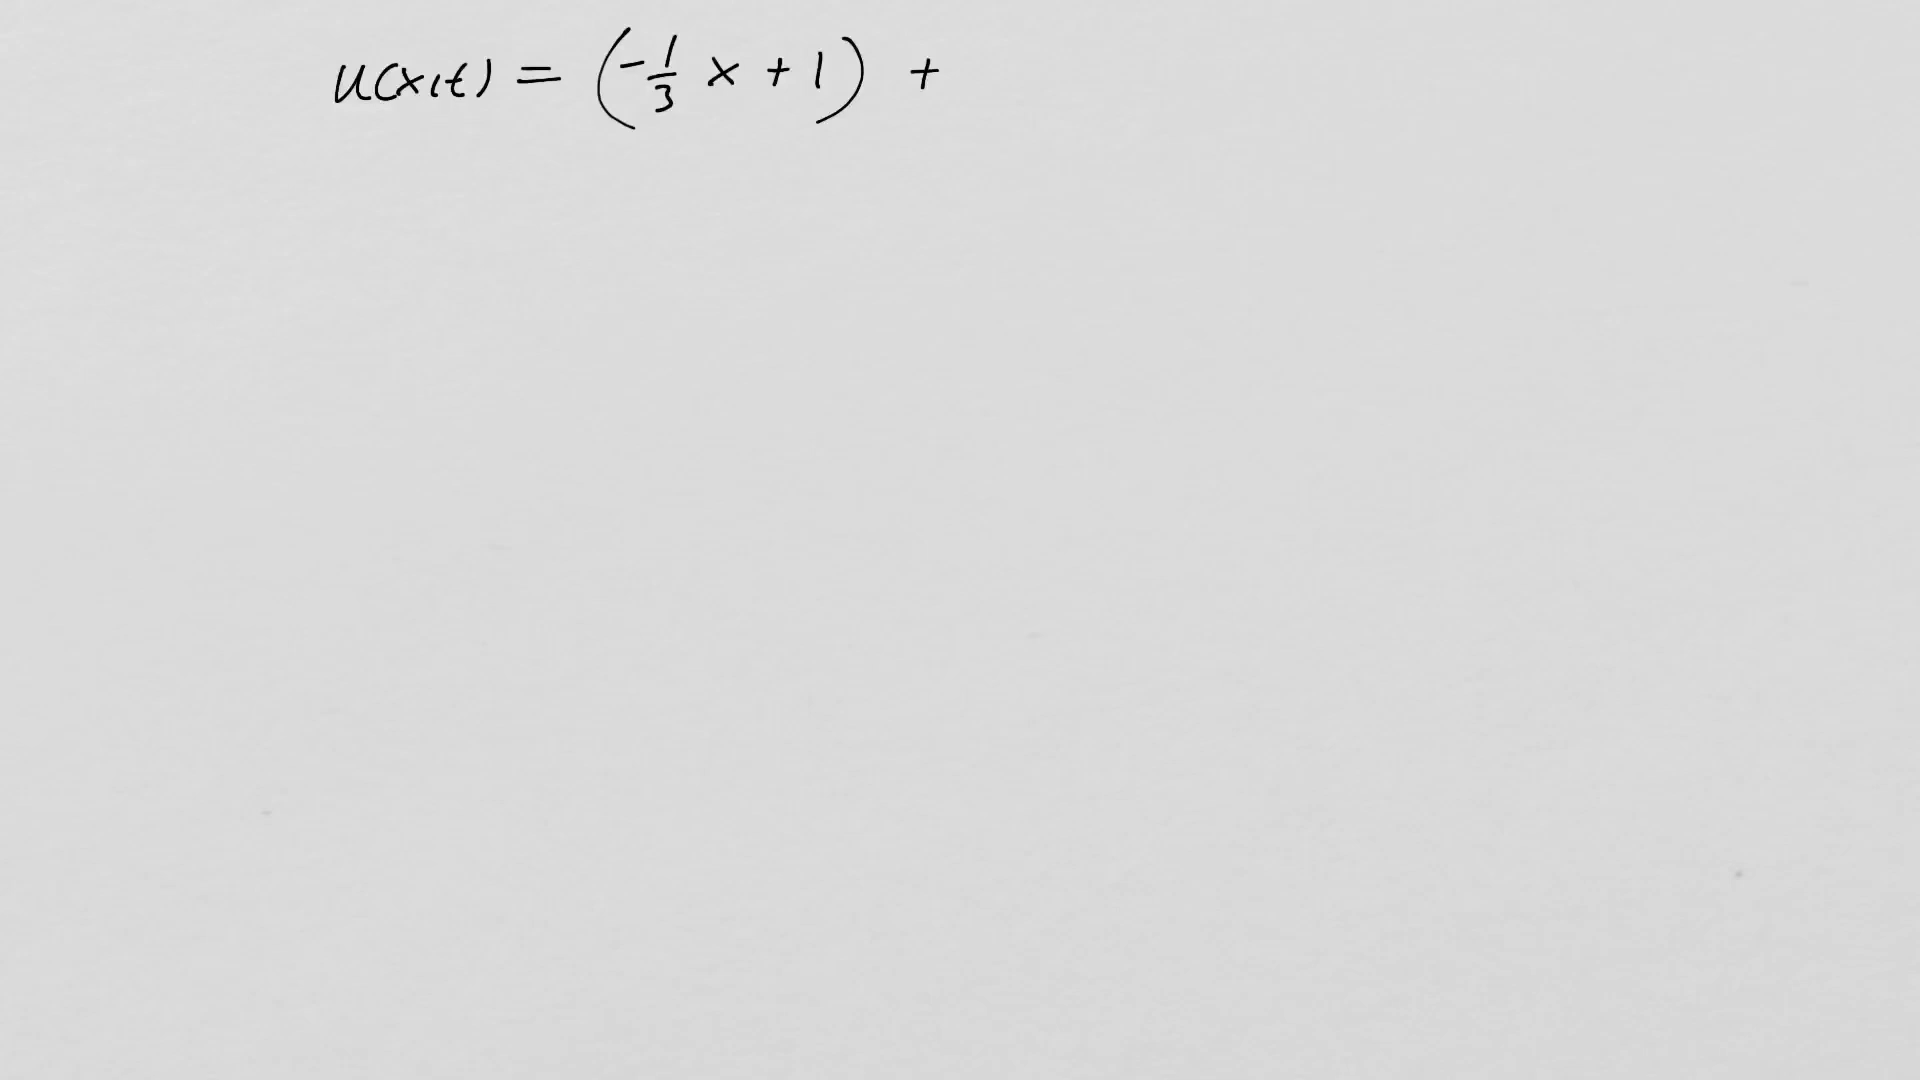 u(x,t) = (-1/3 x + 1) +